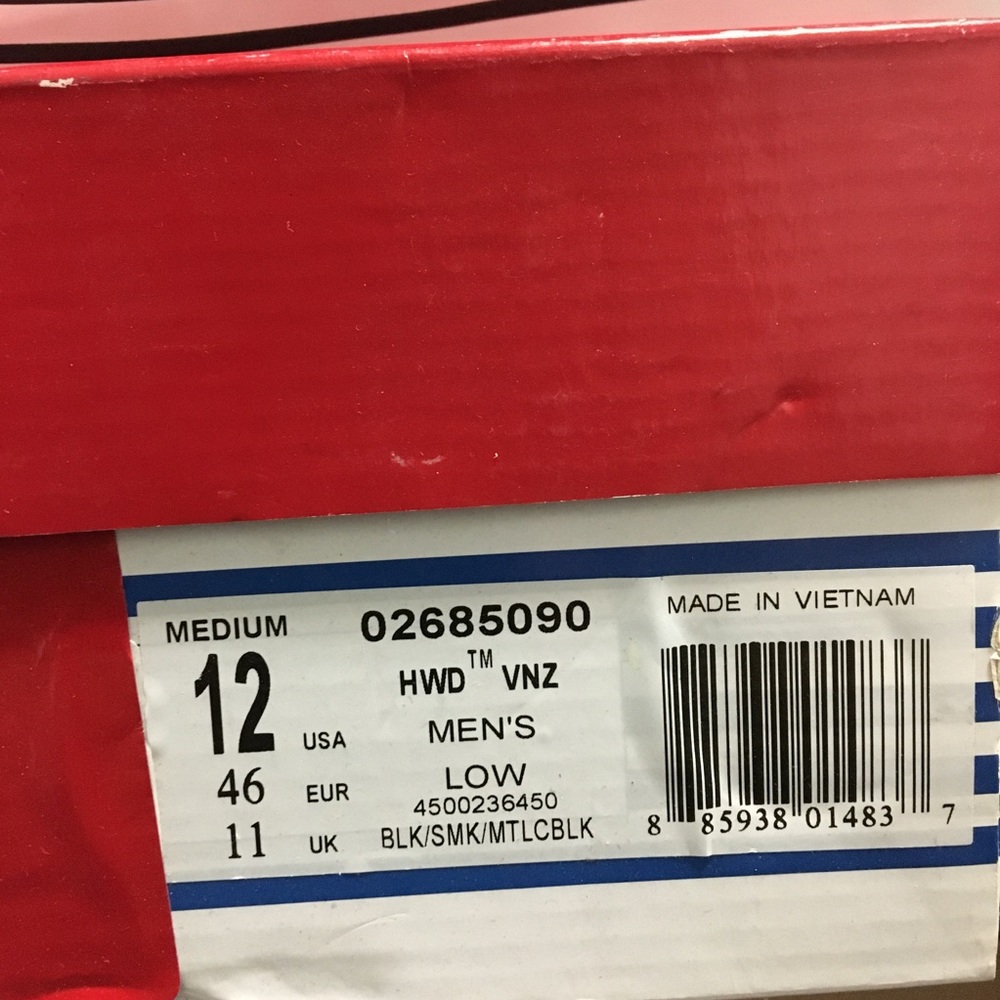 MEDIUM
02685090
MADE IN VIETNAM
HWD™ VNZ
12 USA
MEN'S
46 EUR
LOW
4500236450
11 UK
BLK/SMK/MTLCBLK
8 85938 01483 7